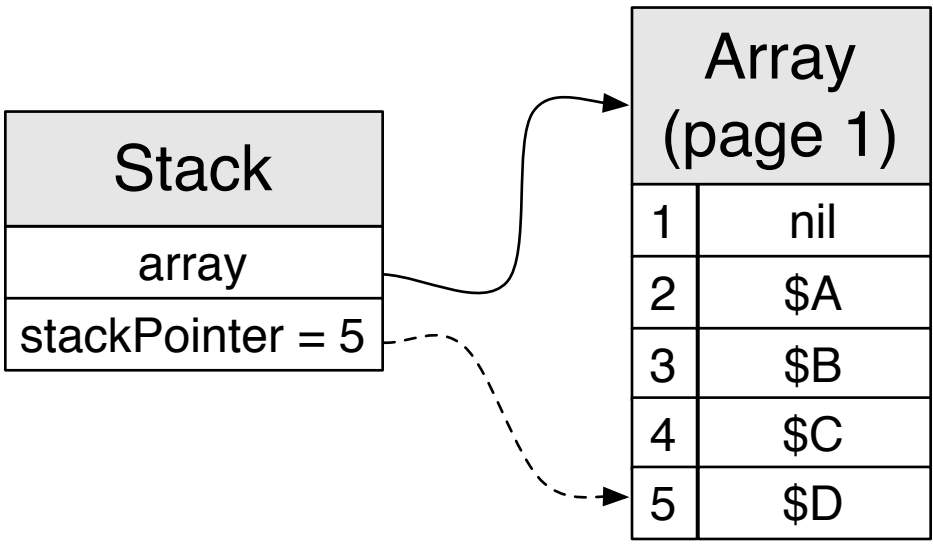 Stack
array
stackPointer = 5
Array
(page 1)
1 nil
2 $A
3 $B
4 $C
5 $D